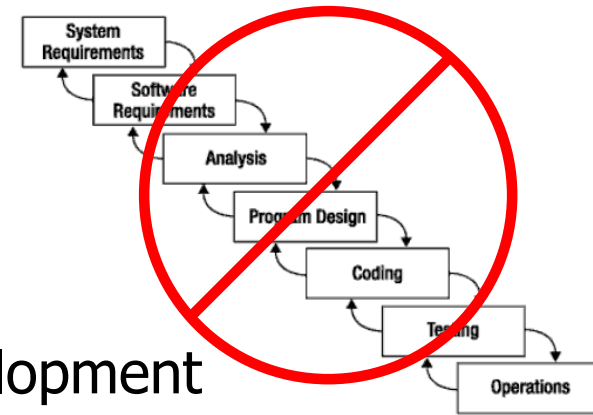 System
Requirements
Software
Requirements
Analysis
Program Design
Coding
Testing
lopment
Operations